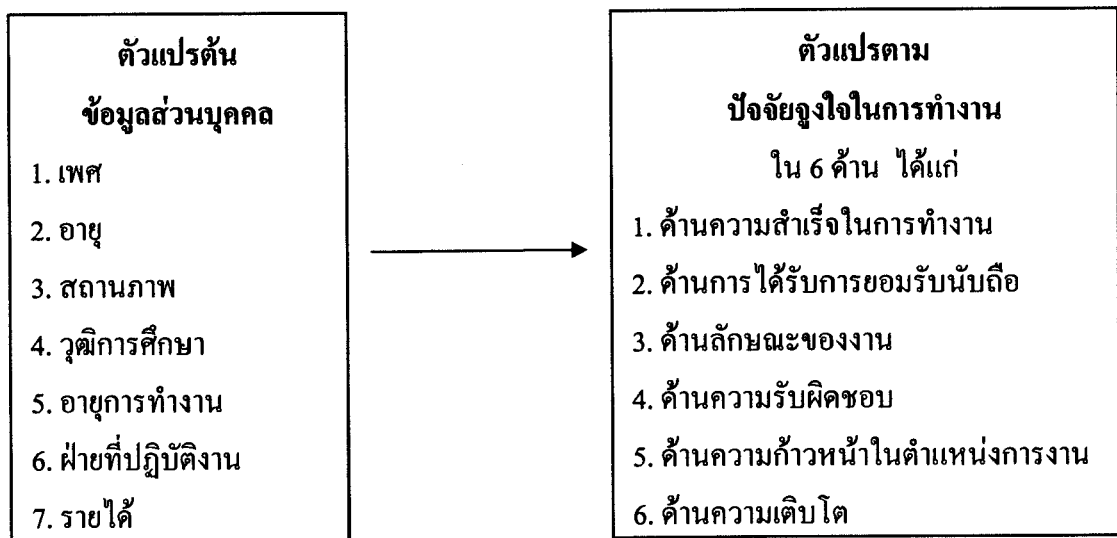 ตัวแปรต้น
ข้อมูลส่วนบุคคล
1. เพศ
2. อายุ
3. สถานภาพ
4. วุฒิการศึกษา
5. อายุการทำงาน
6. ฝ่ายที่ปฏิบัติงาน
7. รายได้
ตัวแปรตาม
ปัจจัยจูงใจในการทำงาน
ใน 6 ด้าน ได้แก่
1. ด้านความสำเร็จในการทำงาน
2. ด้านการได้รับการยอมรับนับถือ
3. ด้านลักษณะของงาน
4. ด้านความรับผิดชอบ
5. ด้านความก้าวหน้าในตำแหน่งการงาน
6. ด้านความเติบโต